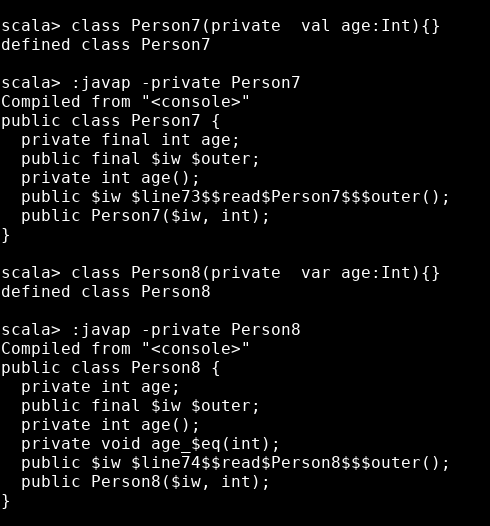 scala> class Person7(private  val age:Int){}
defined class Person7
scala> :javap -private Person7
Compiled from "<console>"
public class Person7 {
  private final int age;
  public final $iw $outer;
  private int age();
  public $iw $line73$$read$Person7$$$outer();
  public Person7($iw, int);
}
scala> class Person8(private  var age:Int){}
defined class Person8
scala> :javap -private Person8
Compiled from "<console>"
public class Person8 {
  private int age;
  public final $iw $outer;
  private int age();
  private void age_$eq(int);
  public $iw $line74$$read$Person8$$$outer();
  public Person8($iw, int);
}